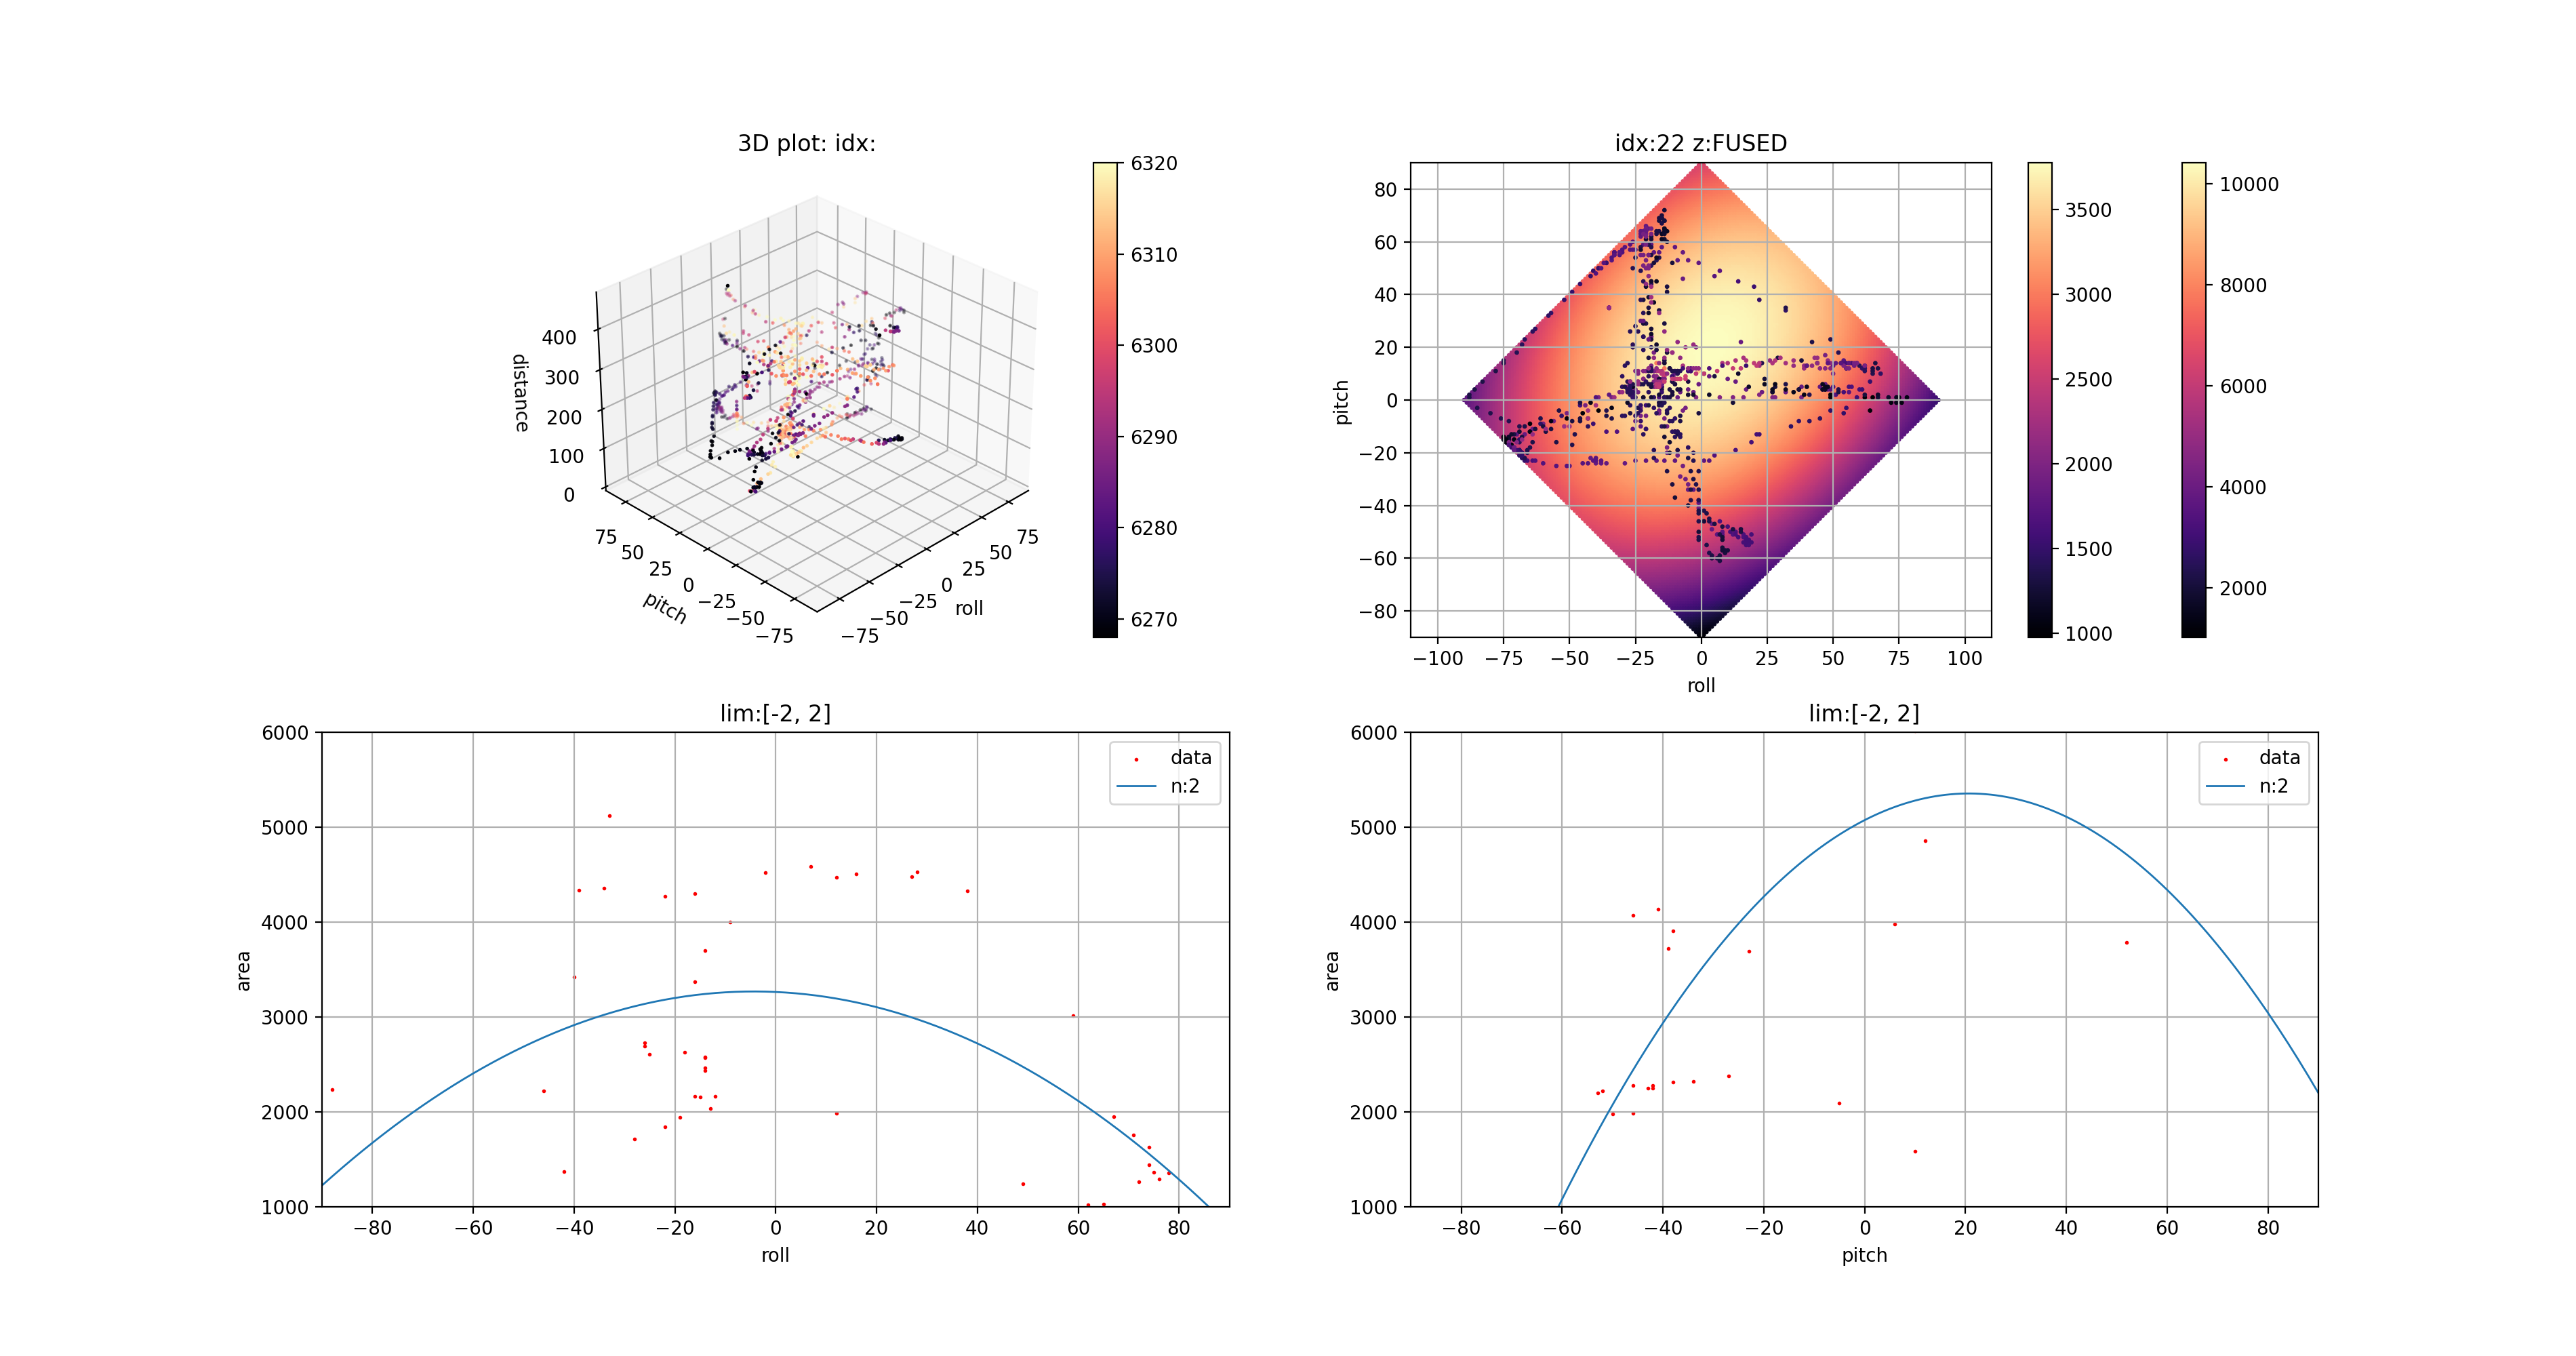 3D plot: idx:
distance
400
300
200
100
0
75
50
25
0
−25
−50
−75
pitch
−75
−50
−25
0
25
50
75
roll
6320
6310
6300
6290
6280
6270
idx:22 z:FUSED
pitch
80
60
40
20
0
−20
−40
−60
−80
−100 −75 −50 −25 0 25 50 75 100
roll
3500
3000
2500
2000
1500
1000
10000
8000
6000
4000
2000
lim:[-2, 2]
area
6000
5000
4000
3000
2000
1000
data
n:2
−80 −60 −40 −20 0 20 40 60 80
roll
lim:[-2, 2]
area
6000
5000
4000
3000
2000
1000
data
n:2
−80 −60 −40 −20 0 20 40 60 80
pitch